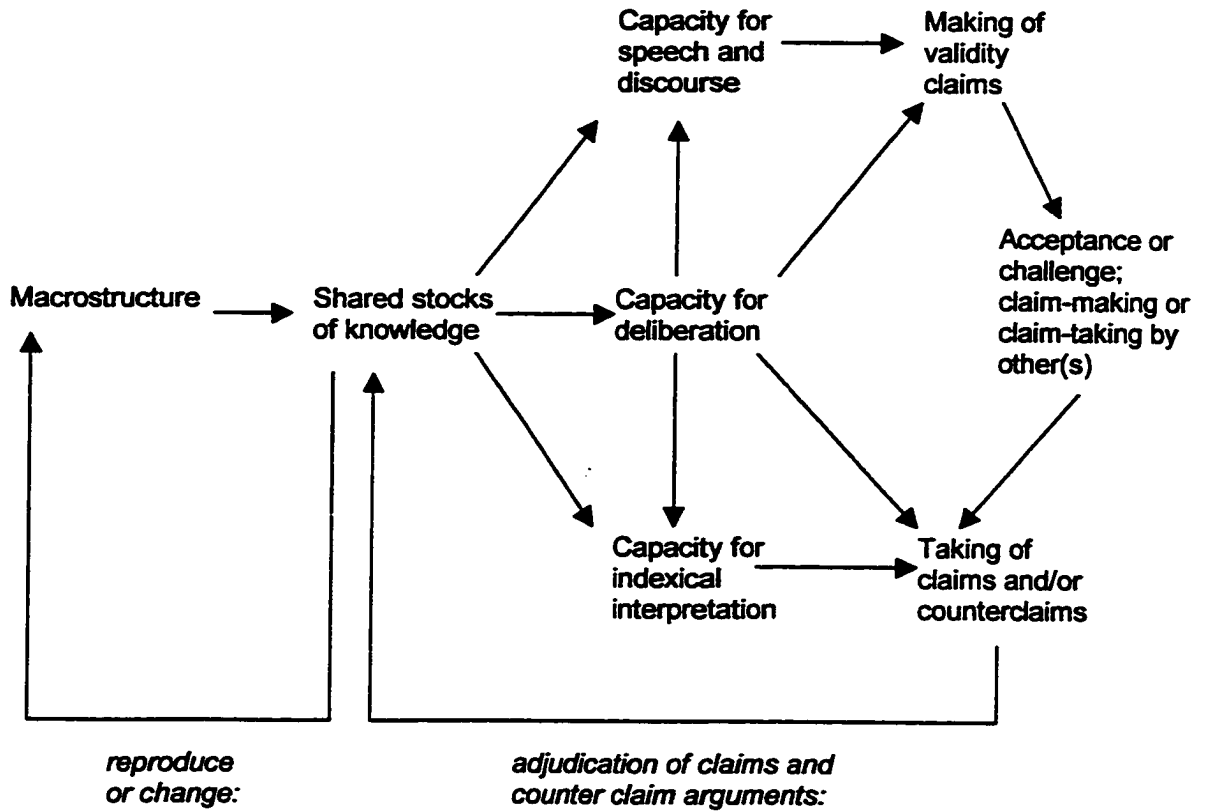 Capacity for
speech and
discourse
Making of
validity
claims
Acceptance or
challenge;
claim-making or
claim-taking by
other(s)
Macrostructure
Shared stocks
of knowledge
Capacity for
deliberation
Capacity for
indexical
interpretation
Taking of
claims and/or
counterclaims
reproduce
or change:
adjudication of claims and
counter claim arguments: